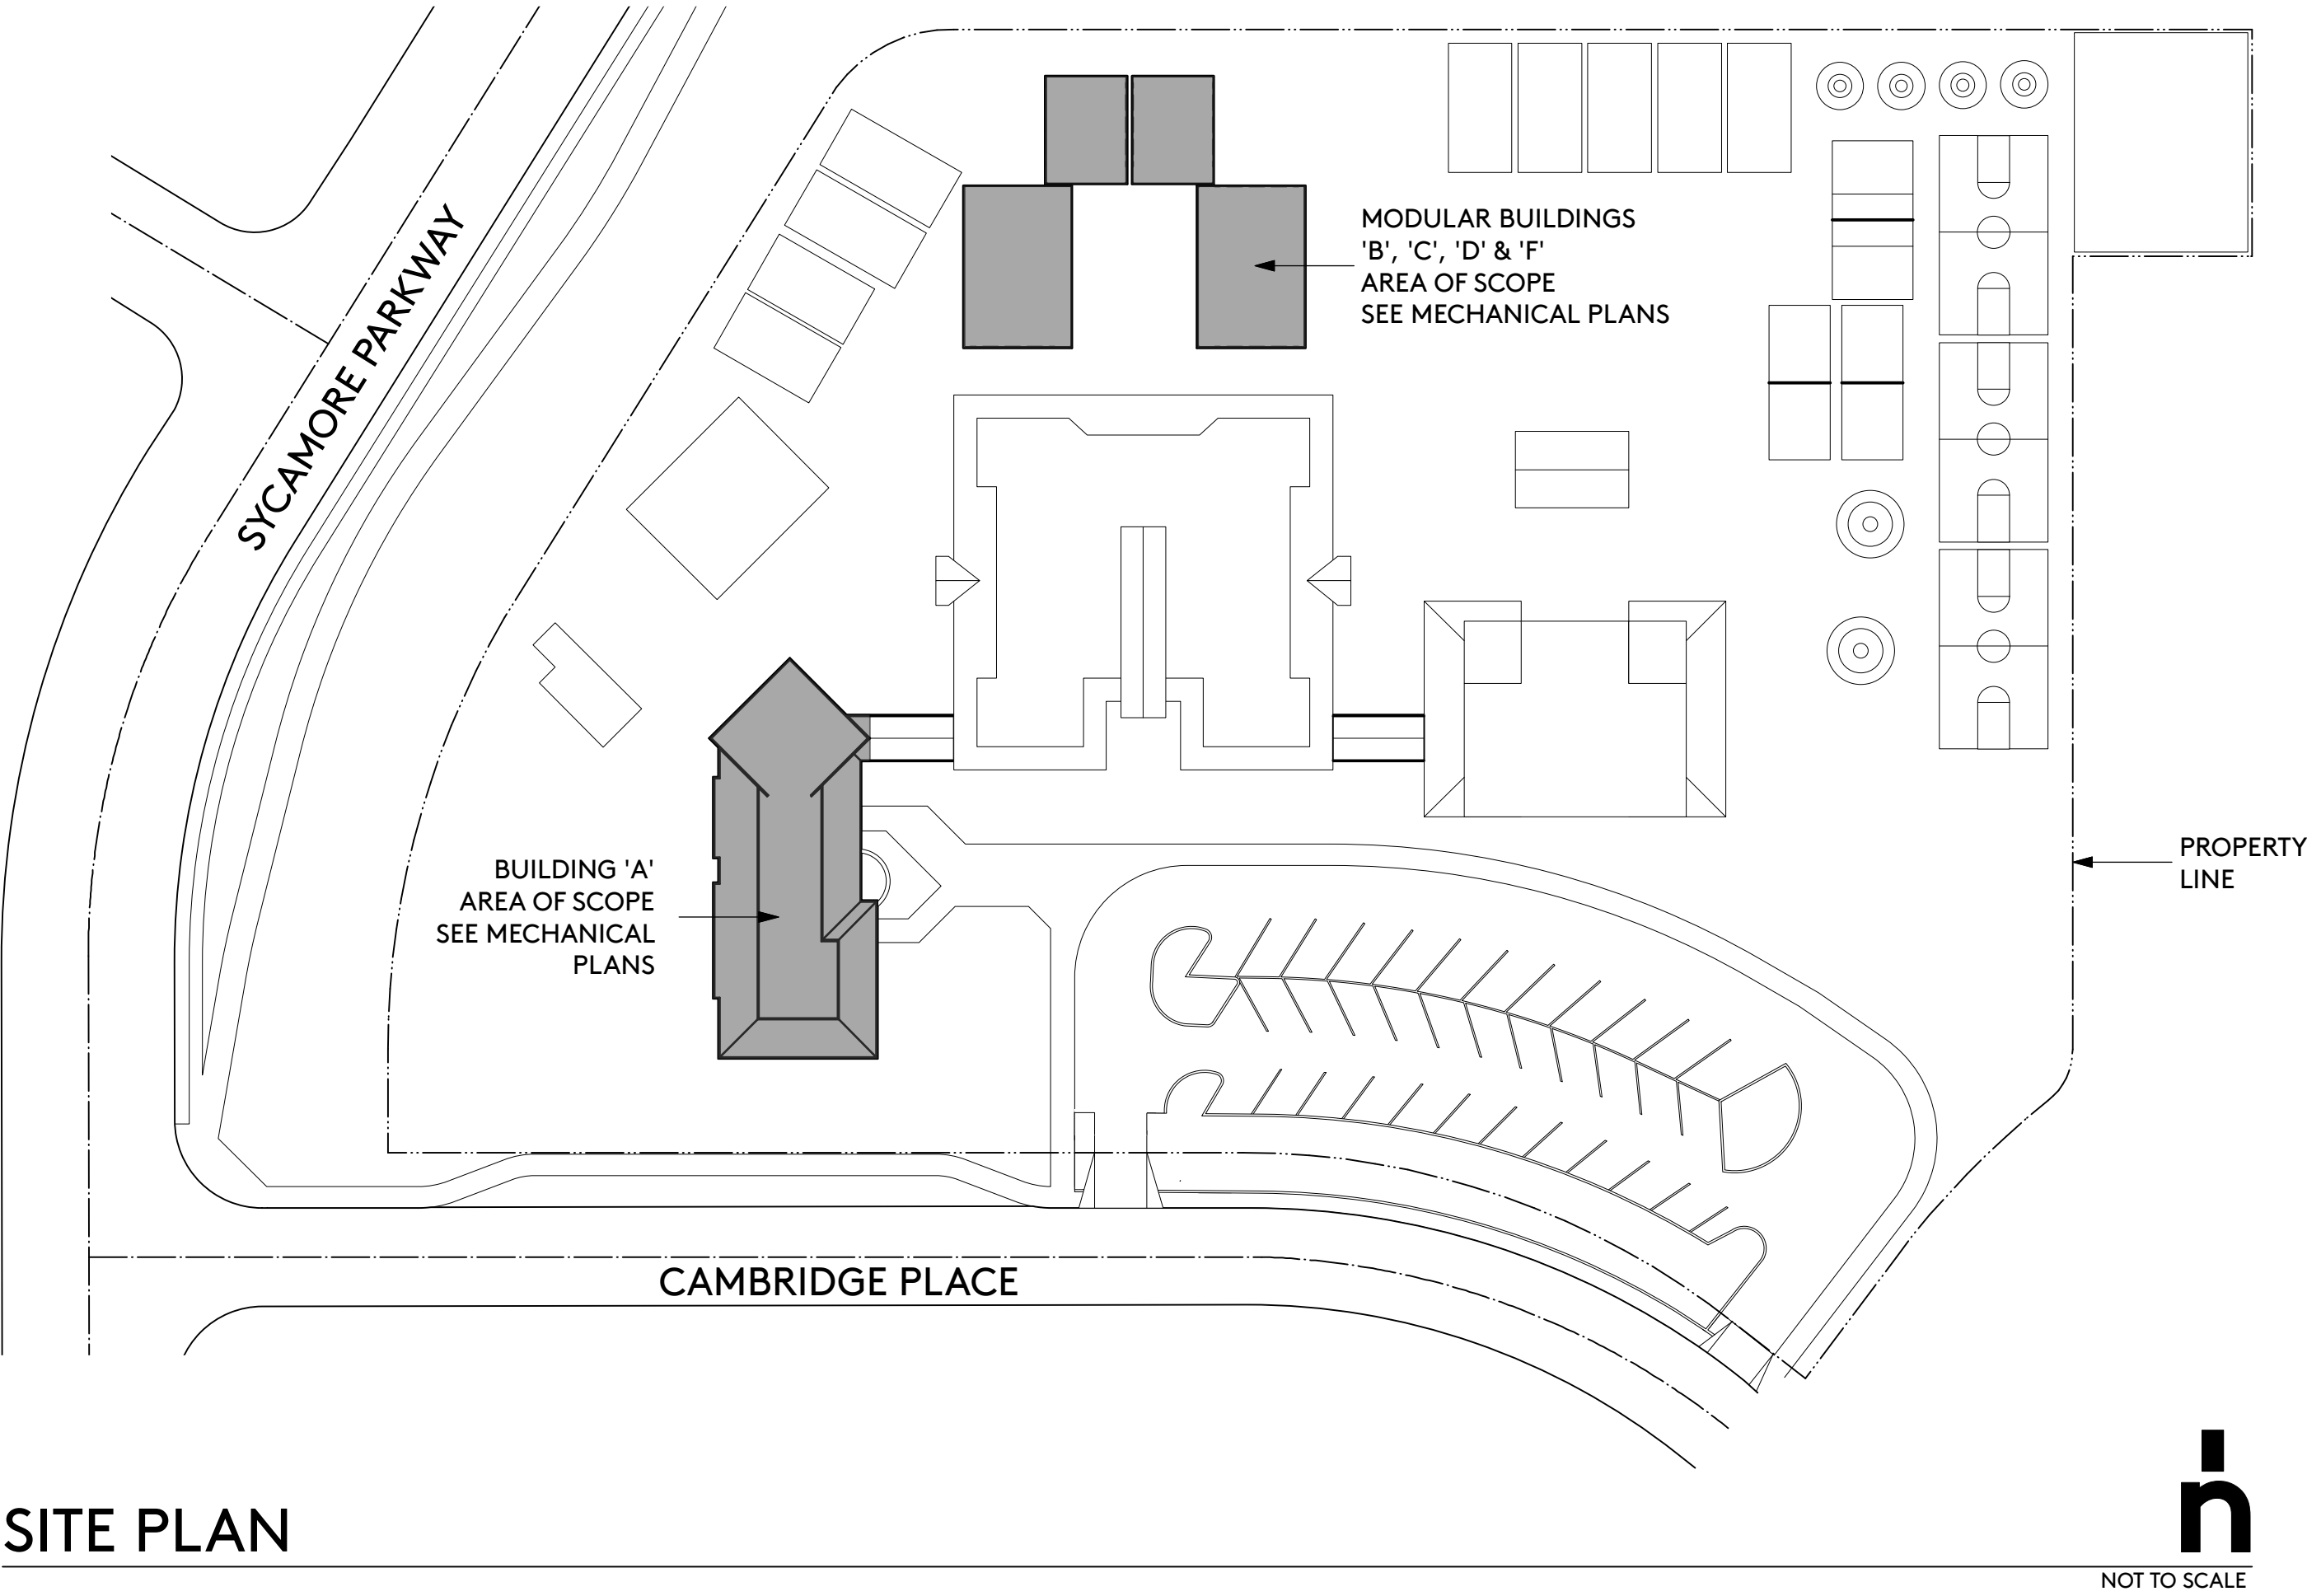 SYCAMORE PARKWAY
MODULAR BUILDINGS
'B', 'C', 'D' & 'F'
AREA OF SCOPE
SEE MECHANICAL PLANS
BUILDING 'A'
AREA OF SCOPE
SEE MECHANICAL
PLANS
PROPERTY
LINE
CAMBRIDGE PLACE
SITE PLAN
n
NOT TO SCALE